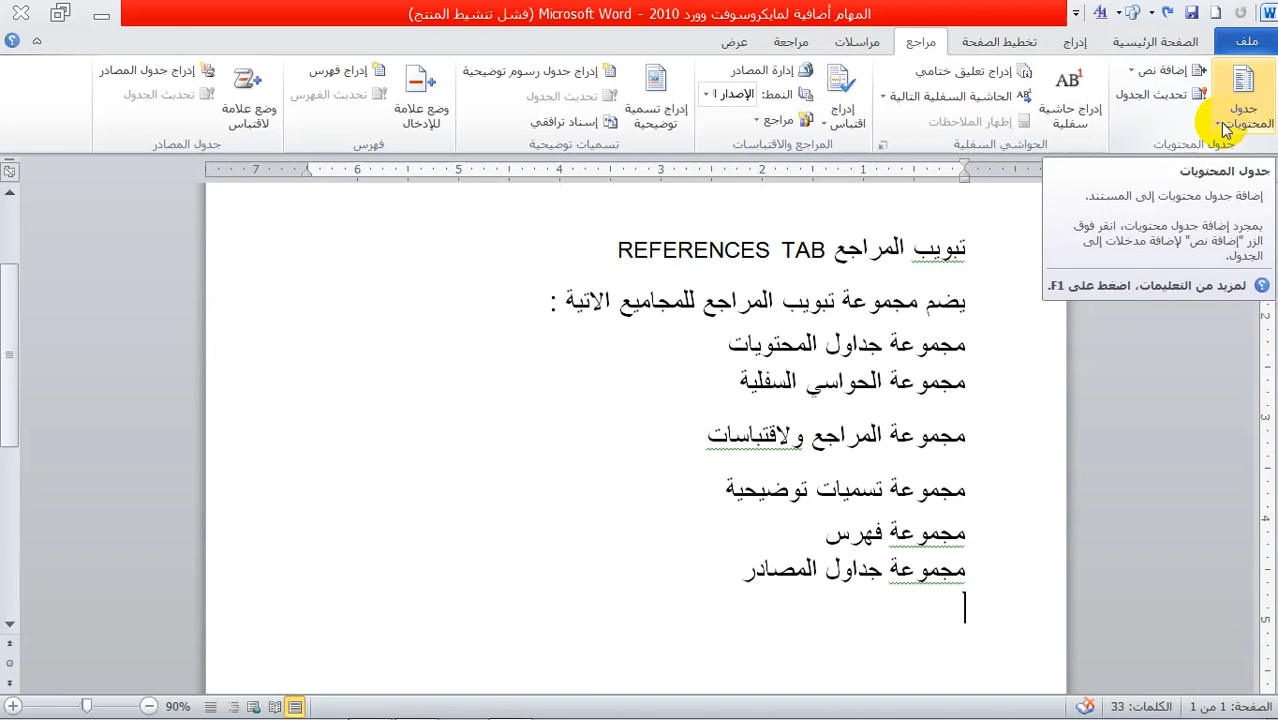 المهام أضافية لمايكروسوفت وورد 2010 - Microsoft Word (فشل تنشيط المنتج)
ملف
الصفحة الرئيسية
إدراج
تخطيط الصفحة
مراجع
مراسلات
مراجعة
عرض
جدول المحتويات
إضافة نص
تحديث الجدول
جدول المحتويات
إدراج حاشية سفلية
إدراج تعليق ختامي
الحاشية السفلية التالية
إظهار الملاحظات
الحواشي السفلية
إدراج اقتباس
إدارة المصادر
النمط: الإصدار ا
مراجع
المراجع والاقتباسات
إدراج تسمية توضيحية
إدراج جدول رسوم توضيحية
تحديث الجدول
إسناد ترافقي
تسميات توضيحية
وضع علامة للإدخال
إدراج فهرس
تحديث الفهرس
فهرس
وضع علامة لاقتباس
إدراج جدول المصادر
تحديث الجدول
جدول المصادر
جدول المحتويات
إضافة جدول محتويات إلى المستند.
بمجرد إضافة جدول محتويات، انقر فوق
الزر "إضافة نص" لإضافة مدخلات إلى
الجدول.
لمزيد من التعليمات، اضغط على F1.
تبويب المراجع REFERENCES TAB
يضم مجموعة تبويب المراجع للمجاميع الاتية :
مجموعة جداول المحتويات
مجموعة الحواسي السفلية
مجموعة المراجع ولاقتباسات
مجموعة تسميات توضيحية
مجموعة فهرس
مجموعة جداول المصادر
الصفحة: 1 من 1
الكلمات: 33
90%